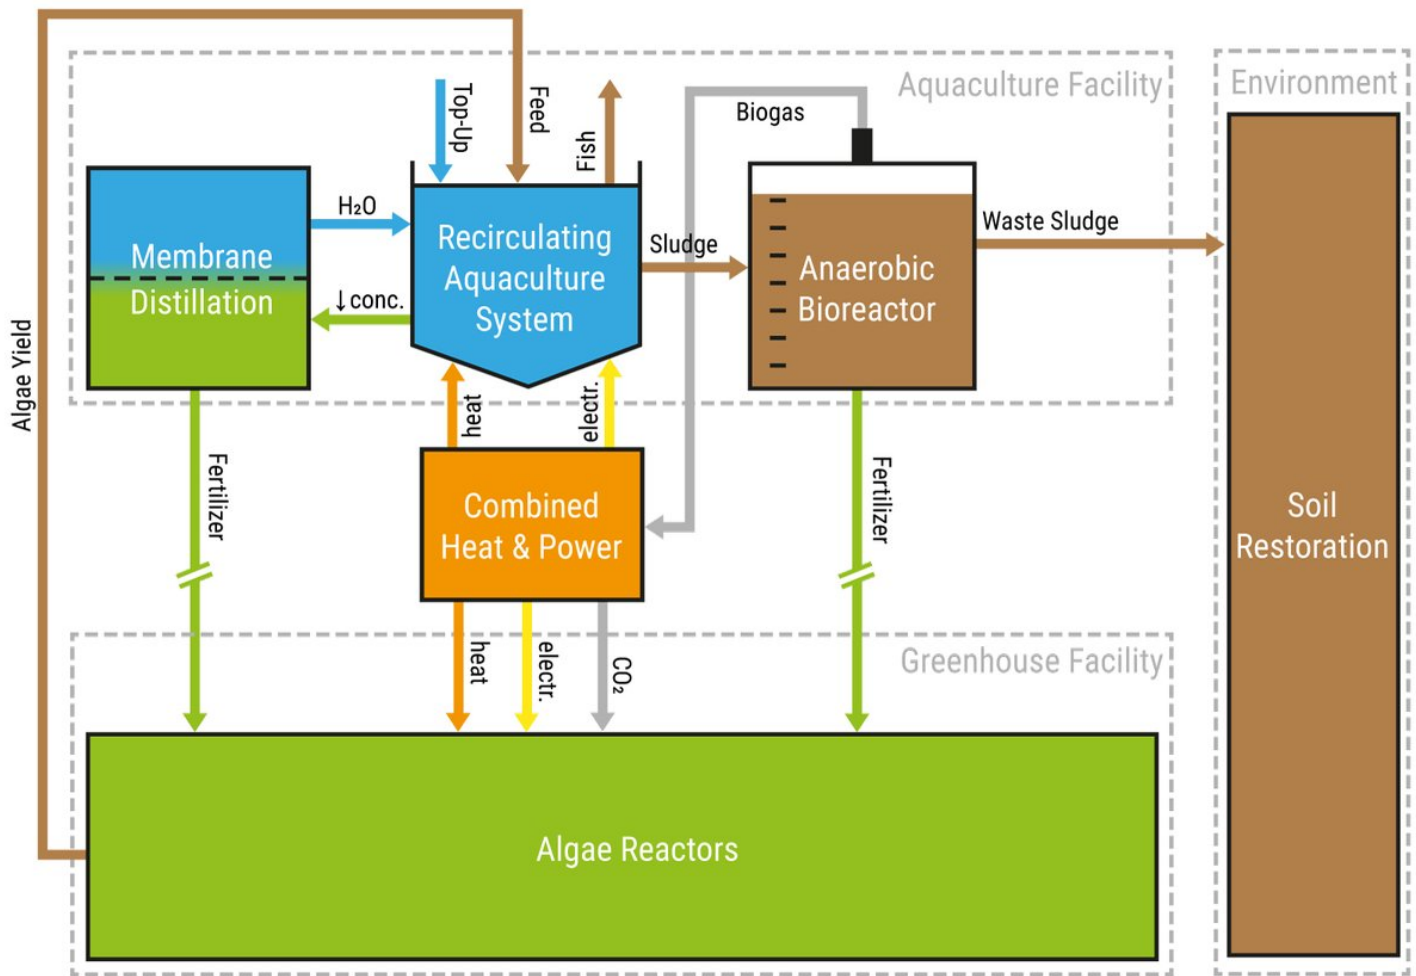 Aquaculture Facility
Environment
Top-Up
Feed
Fish
Biogas
H₂O
Membrane
Distillation
↓ conc.
Recirculating
Aquaculture
System
Sludge
Anaerobic
Bioreactor
Waste Sludge
Algae Yield
heat
electr.
Fertilizer
Combined
Heat & Power
Fertilizer
Soil
Restoration
heat
electr.
CO₂
Greenhouse Facility
Algae Reactors